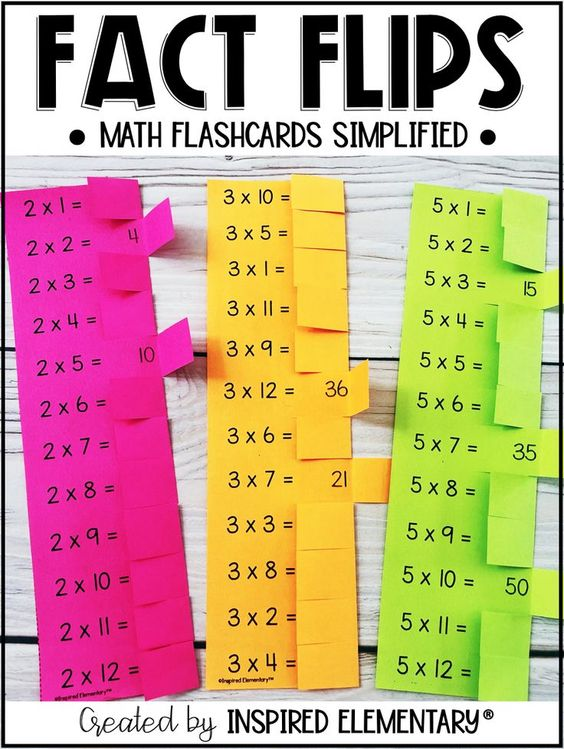 FACT FLIPS
• MATH FLASHCARDS SIMPLIFIED •
2 x 1 =
2 x 2 = 4
2 x 3 =
2 x 4 =
2 x 5 = 10
2 x 6 =
2 x 7 =
2 x 8 =
2 x 9 =
2 x 10 =
2 x 11 =
2 x 12 =
©Inspired Elementary™
3 x 10 =
3 x 5 =
3 x 1 =
3 x 11 =
3 x 9 =
3 x 12 = 36
3 x 6 =
3 x 7 = 21
3 x 3 =
3 x 8 =
3 x 2 =
3 x 4 =
©Inspired Elementary™
5 x 1 =
5 x 2 =
5 x 3 = 15
5 x 4 =
5 x 5 =
5 x 6 =
5 x 7 = 35
5 x 8 =
5 x 9 =
5 x 10 = 50
5 x 11 =
5 x 12 =
Created by INSPIRED ELEMENTARY®